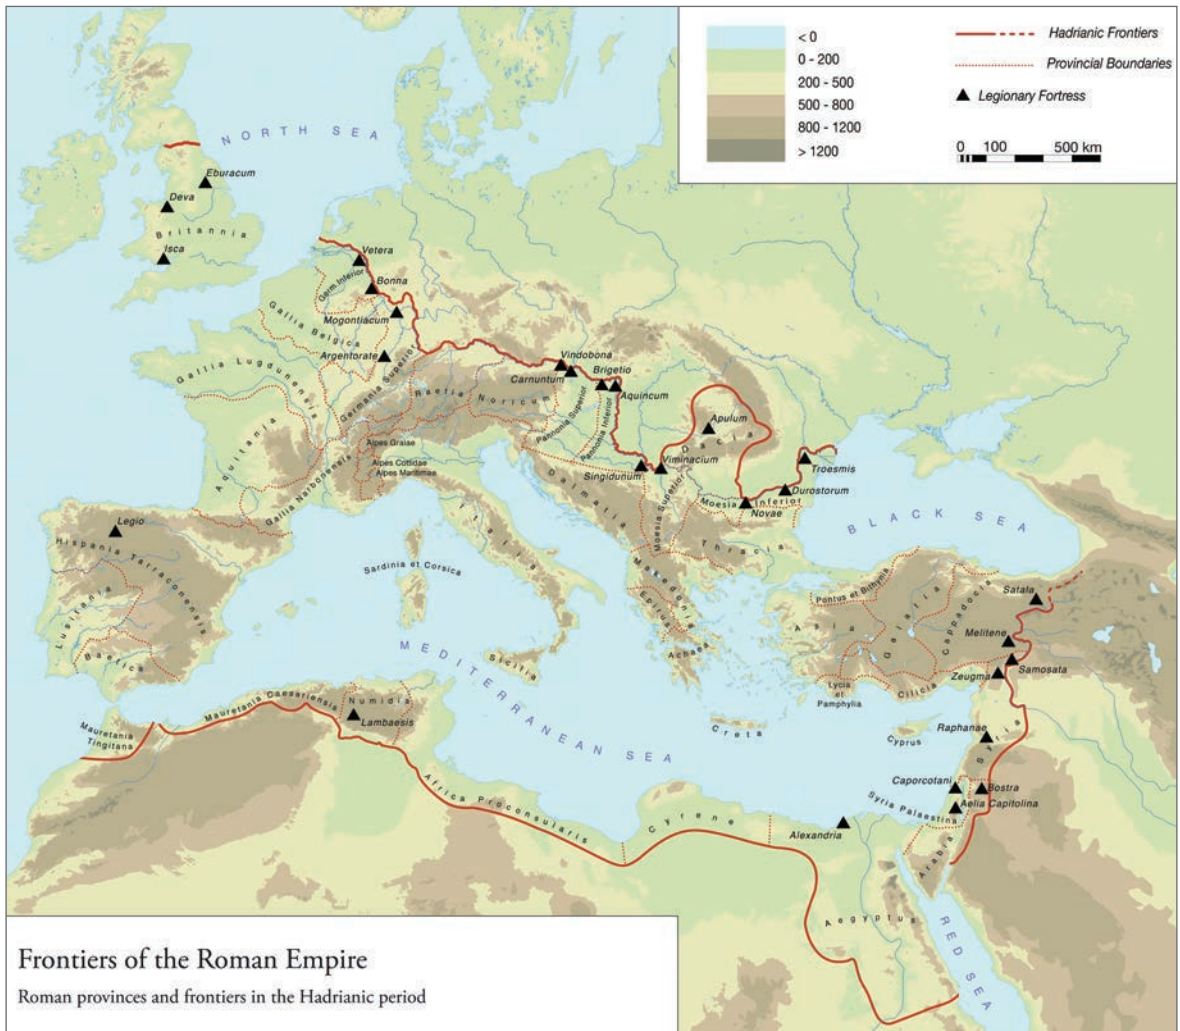 < 0
0 - 200
200 - 500
500 - 800
800 - 1200
> 1200
Hadrianic Frontiers
Provincial Boundaries
Legionary Fortress
0 100 500 km
NORTH SEA
Eburacum
Deva
Britannia
Isca
Vetera
Germ.Inferior
Bonna
Mogontiacum
Gallia Belgica
Argentorate
Gallia Lugdunensis
Germania Superior
Raetia
Noricum
Vindobona
Carnuntum
Brigetio
Aquincum
Pannonia Superior
Pannonia Inferior
Apulum
Dacia
Alpes Graiae
Alpes Cottidae
Alpes Maritimae
Aquitania
Gallia Narbonensis
Singidunum
Viminacium
Troesmis
Durostorum
Novae
Moesia Inferior
Moesia Superior
Dalmatia
Italia
Thracia
BLACK SEA
Legio
Hispania Tarraconensis
Lusitania
Baetica
Sardinia et Corsica
Makedonia
Epirus
Achaea
Pontus et Bithynia
Asia
Galatia
Cappadocia
Satala
Melitene
Samosata
Zeugma
Lycia
et
Pamphylia
Cilicia
MEDITERRANEAN SEA
Sicilia
Mauretania
Tingitana
Mauretania Caesariensis
Numidis
Lambaesis
Creta
Cyprus
Raphanae
Syria
Caporcotani
Bostra
Aelia Capitolina
Syria Palaestina
Africa Proconsularis
Cyrene
Alexandria
Arabia
Aegyptus
RED SEA
Frontiers of the Roman Empire
Roman provinces and frontiers in the Hadrianic period